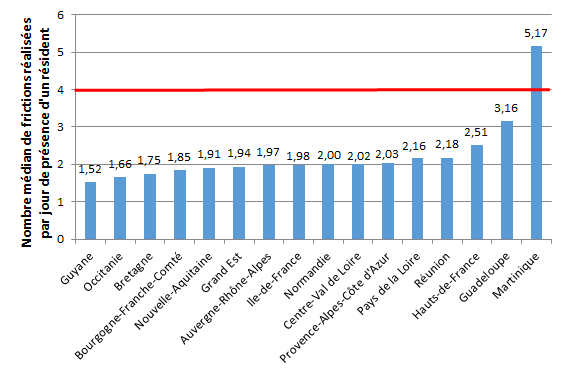 Nombre médian de frictions réalisées
par jour de présence d'un résident
6
5
4
3
2
1
0
1,52
1,66
1,75
1,85
1,91
1,94
1,97
1,98
2,00
2,02
2,03
2,16
2,18
2,51
3,16
5,17
Guyane
Occitanie
Bretagne
Bourgogne-Franche-Comté
Nouvelle-Aquitaine
Grand Est
Auvergne-Rhône-Alpes
Ile-de-France
Normandie
Centre-Val de Loire
Provence-Alpes-Côte d'Azur
Pays de la Loire
Réunion
Hauts-de-France
Guadeloupe
Martinique